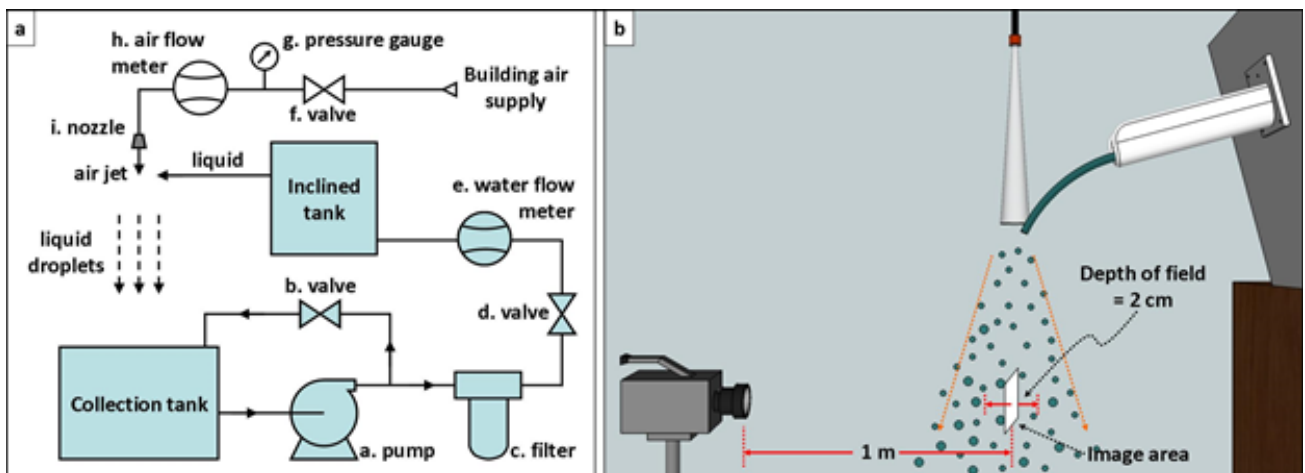 a
h. air flow
meter
g. pressure gauge
Building air
supply
f. valve
i. nozzle
air jet
liquid
Inclined
tank
e. water flow
meter
liquid
droplets
b. valve
d. valve
Collection tank
a. pump
c. filter
b
Depth of field
= 2 cm
1 m
Image area